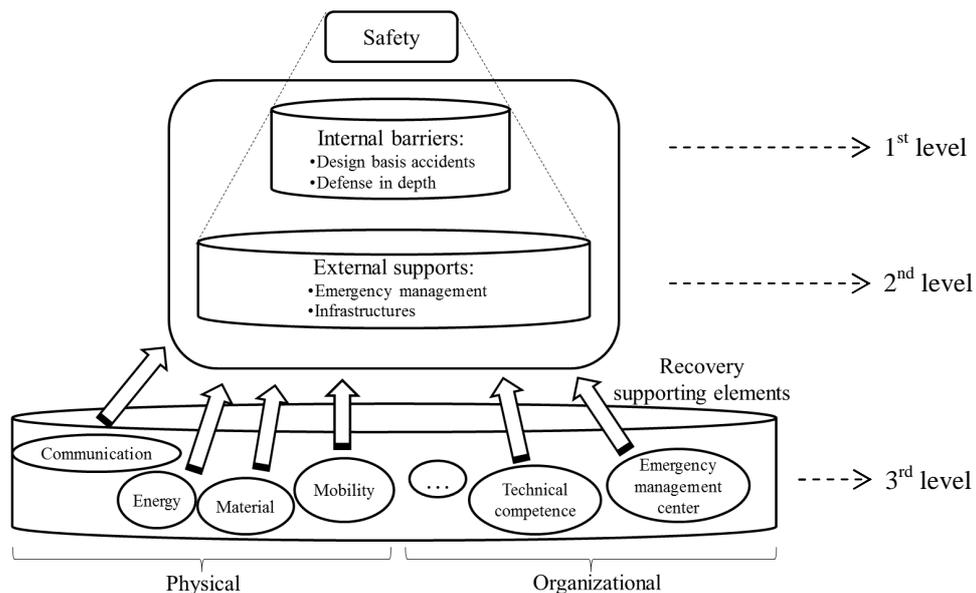 Safety
Internal barriers:
•Design basis accidents
•Defense in depth
1st level
External supports:
•Emergency management
•Infrastructures
2nd level
Recovery
supporting elements
Communication
Energy
Material
Mobility
...
Technical
competence
Emergency
management
center
3rd level
Physical
Organizational